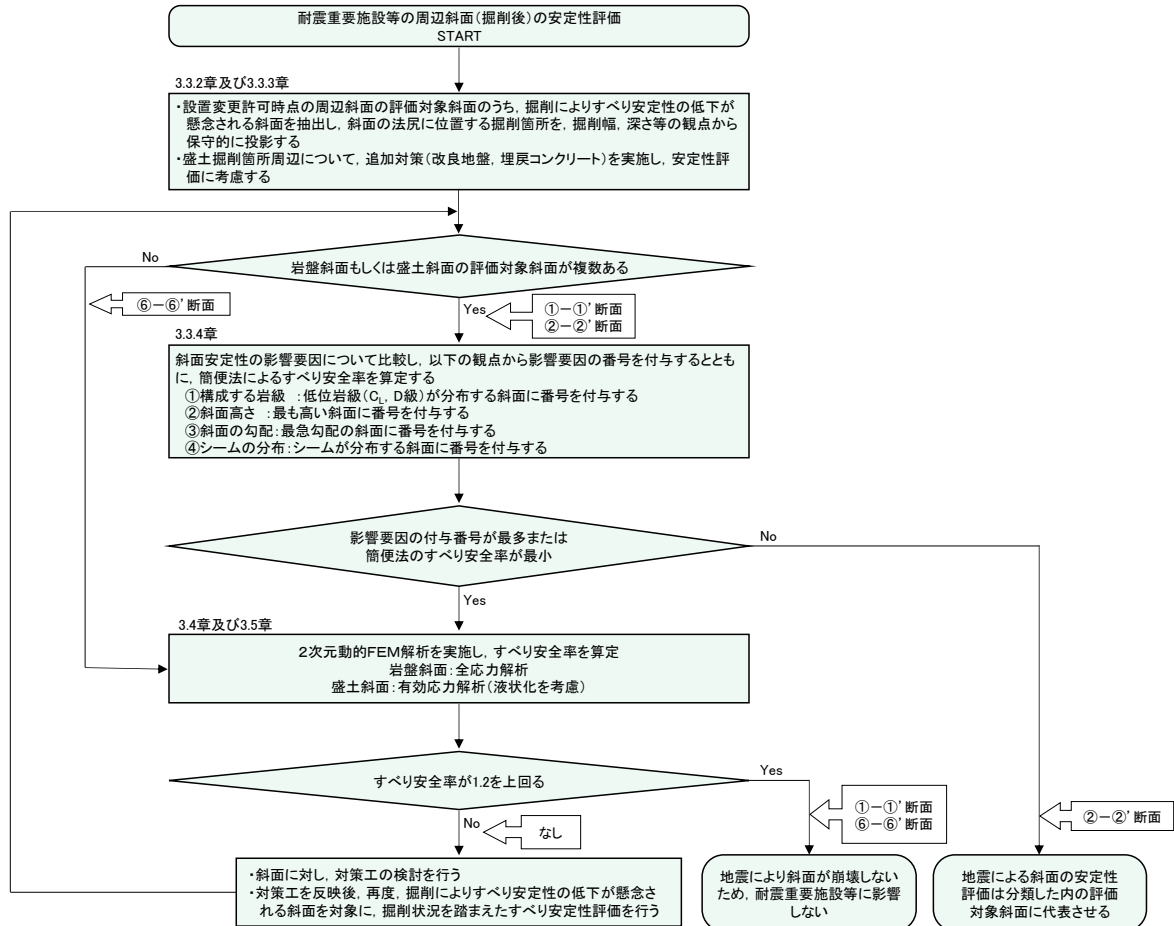 耐震重要施設等の周辺斜面(掘削後)の安定性評価
START
3.3.2章及び3.3.3章
・設置変更許可時点の周辺斜面の評価対象斜面のうち,掘削によりすべり安定性の低下が
懸念される斜面を抽出し,斜面の法尻に位置する掘削箇所を,掘削幅,深さ等の観点から
保守的に投影する
・盛土掘削箇所周辺について,追加対策(改良地盤,埋戻コンクリート)を実施し,安定性評
価に考慮する
No
岩盤斜面もしくは盛土斜面の評価対象斜面が複数ある
⑥-⑥’断面
Yes
①-①’断面
②-②’断面
3.3.4章
斜面安定性の影響要因について比較し,以下の観点から影響要因の番号を付与するととも
に,簡便法によるすべり安全率を算定する
①構成する岩級 :低位岩級(CL, D級)が分布する斜面に番号を付与する
②斜面高さ :最も高い斜面に番号を付与する
③斜面の勾配:最急勾配の斜面に番号を付与する
④シームの分布:シームが分布する斜面に番号を付与する
影響要因の付与番号が最多または
簡便法のすべり安全率が最小
No
Yes
3.4章及び3.5章
2次元動的FEM解析を実施し,すべり安全率を算定
岩盤斜面:全応力解析
盛土斜面:有効応力解析(液状化を考慮)
すべり安全率が1.2を上回る
Yes
①-①’断面
⑥-⑥’断面
②-②’断面
No
なし
・斜面に対し,対策工の検討を行う
・対策工を反映後,再度,掘削によりすべり安定性の低下が懸念さ
れる斜面を対象に,掘削状況を踏まえたすべり安定性評価を行う
地震により斜面が崩壊しない
ため,耐震重要施設等に影響
しない
地震による斜面の安定性
評価は分類した内の評価
対象斜面に代表させる